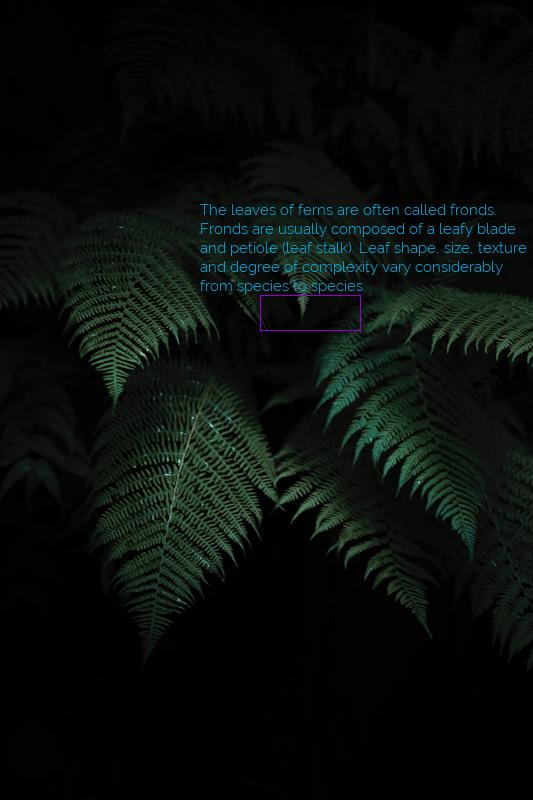 The leaves of ferns are often called fronds.
Fronds are usually composed of a leafy blade
and petiole (leaf stalk). Leaf shape, size, texture
and degree of complexity vary considerably
from species to species.